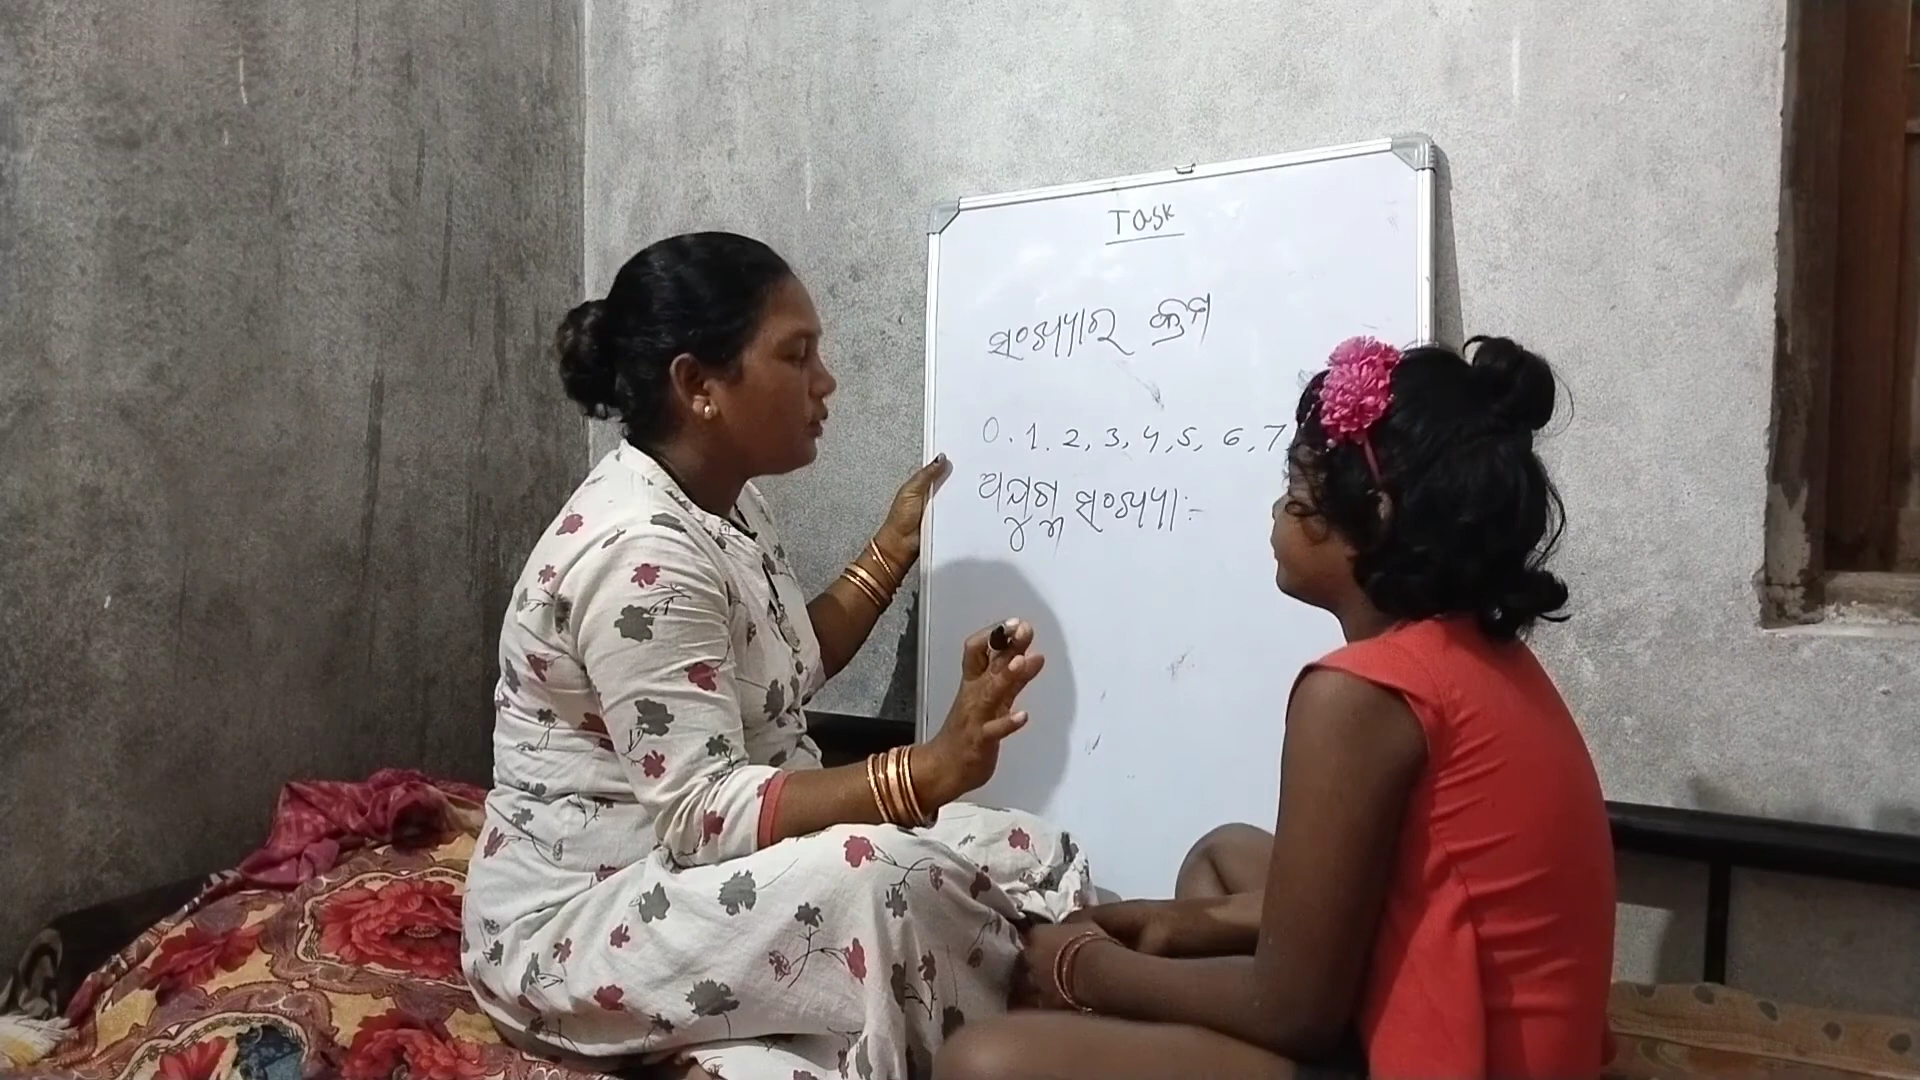 Task
ସଂଖ୍ୟାର କ୍ରମ
0. 1. 2, 3, 4, 5, 6, 7
ଅଯୁଗ୍ମ ସଂଖ୍ୟା:-